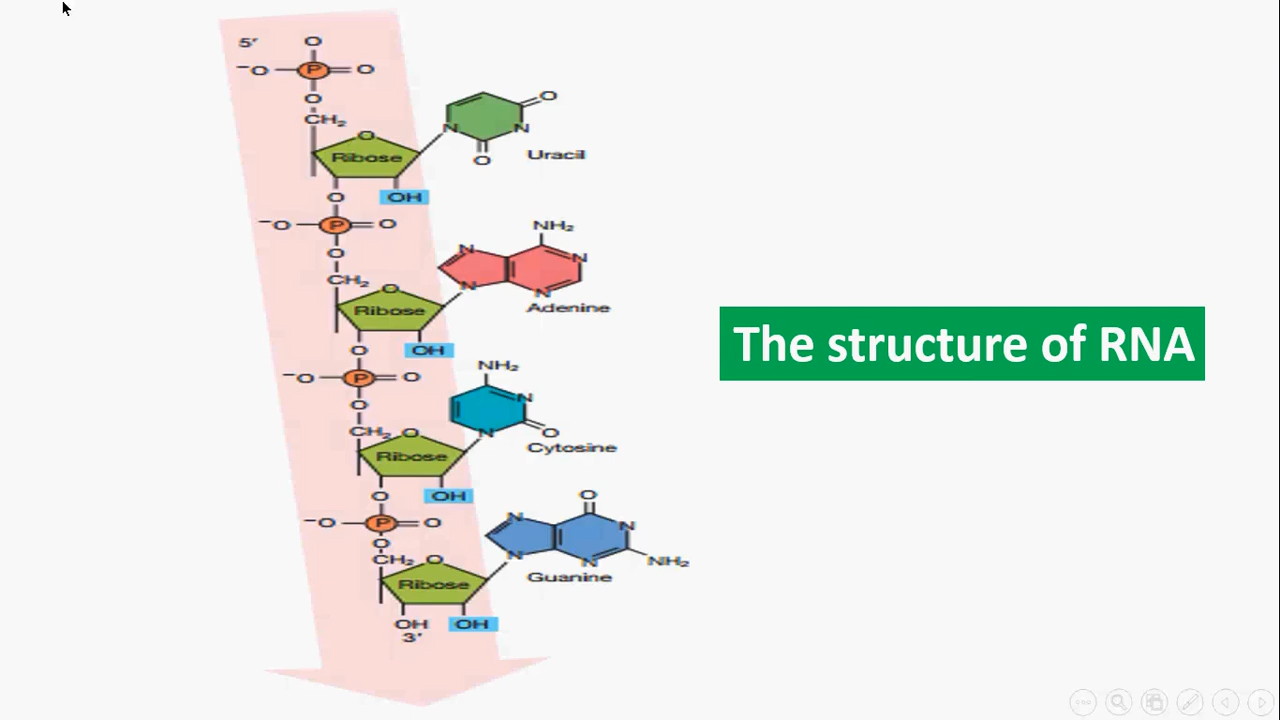 5′
O
⁻O P O
O
CH₂
O
N O
N
O
Ribose
Uracil
O
OH
⁻O P O
O
NH₂
CH₂
O
N N
N N
Ribose
Adenine
O
OH
⁻O P O
O
NH₂
CH₂
O
N
N O
Ribose
Cytosine
O
OH
⁻O P O
O
O
CH₂
O
N N
N N NH₂
Ribose
Guanine
OH
OH
3′
The structure of RNA